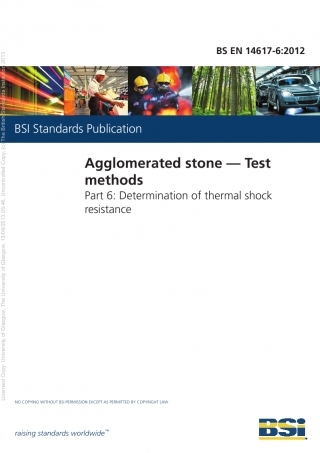 BS EN 14617-6:2012
BSI Standards Publication
Agglomerated stone — Test
methods
Part 6: Determination of thermal shock
resistance
NO COPYING WITHOUT BSI PERMISSION EXCEPT AS PERMITTED BY COPYRIGHT LAW
raising standards worldwide™
BSi
Licensed Copy: University of Glasgow, The University of Glasgow, 13/09/2013 05:46, Uncontrolled Copy, (c) The British Standards Institution 2013